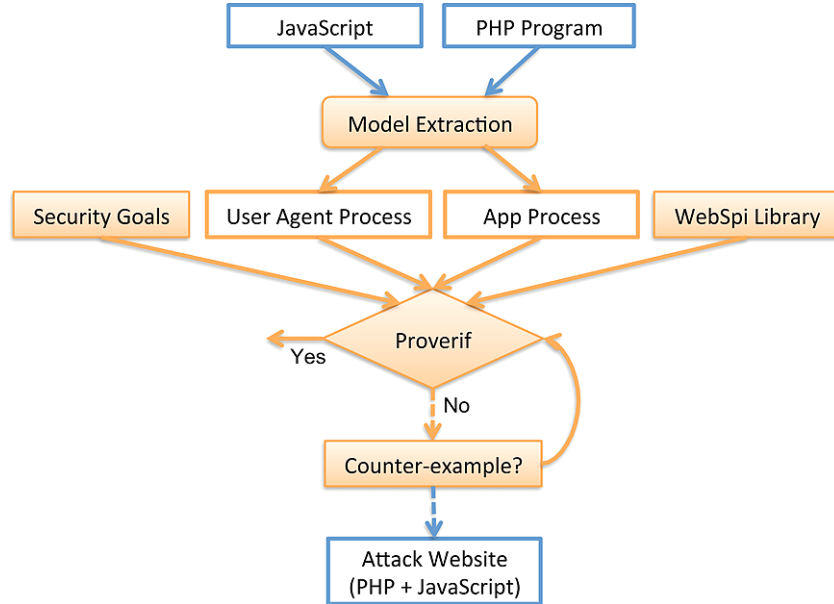 JavaScript
PHP Program
Model Extraction
Security Goals
User Agent Process
App Process
WebSpi Library
Proverif
Yes
No
Counter-example?
Attack Website
(PHP + JavaScript)